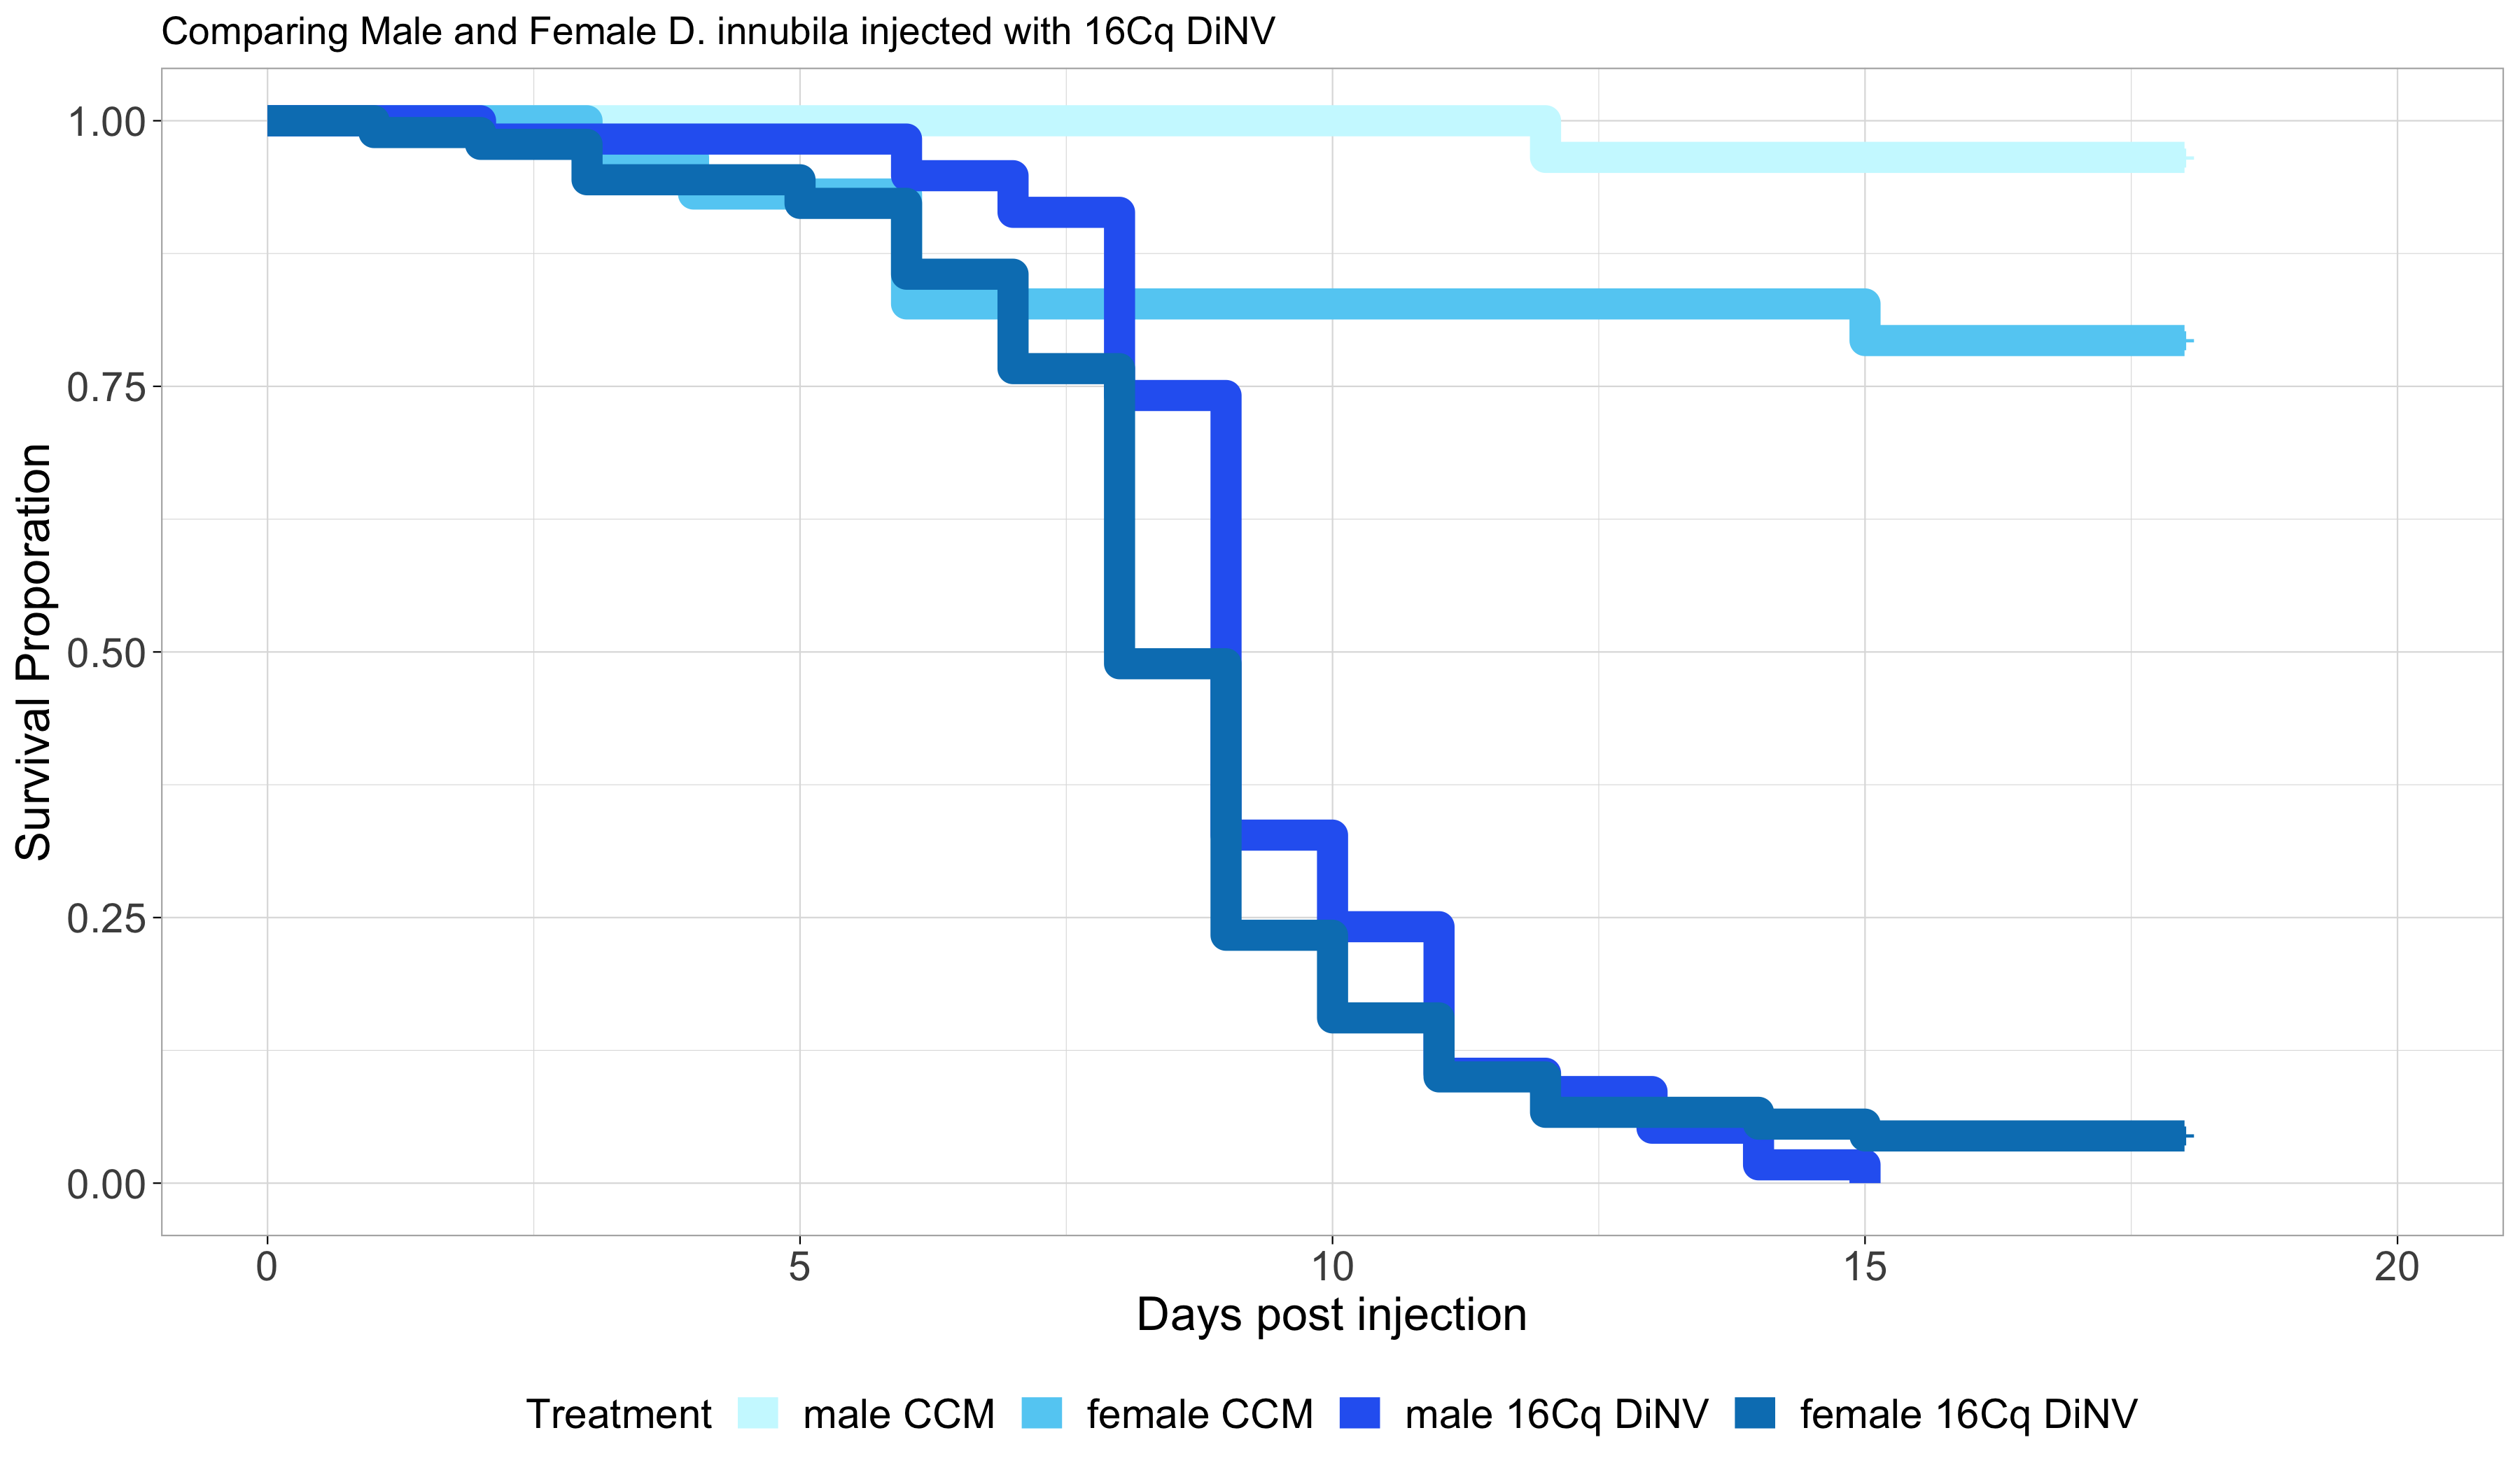 Comparing Male and Female D. innubila injected with 16Cq DiNV
1.00
0.75
0.50
0.25
0.00
Survival Proporation
0 5 10 15 20
Days post injection
Treatment male CCM female CCM male 16Cq DiNV female 16Cq DiNV